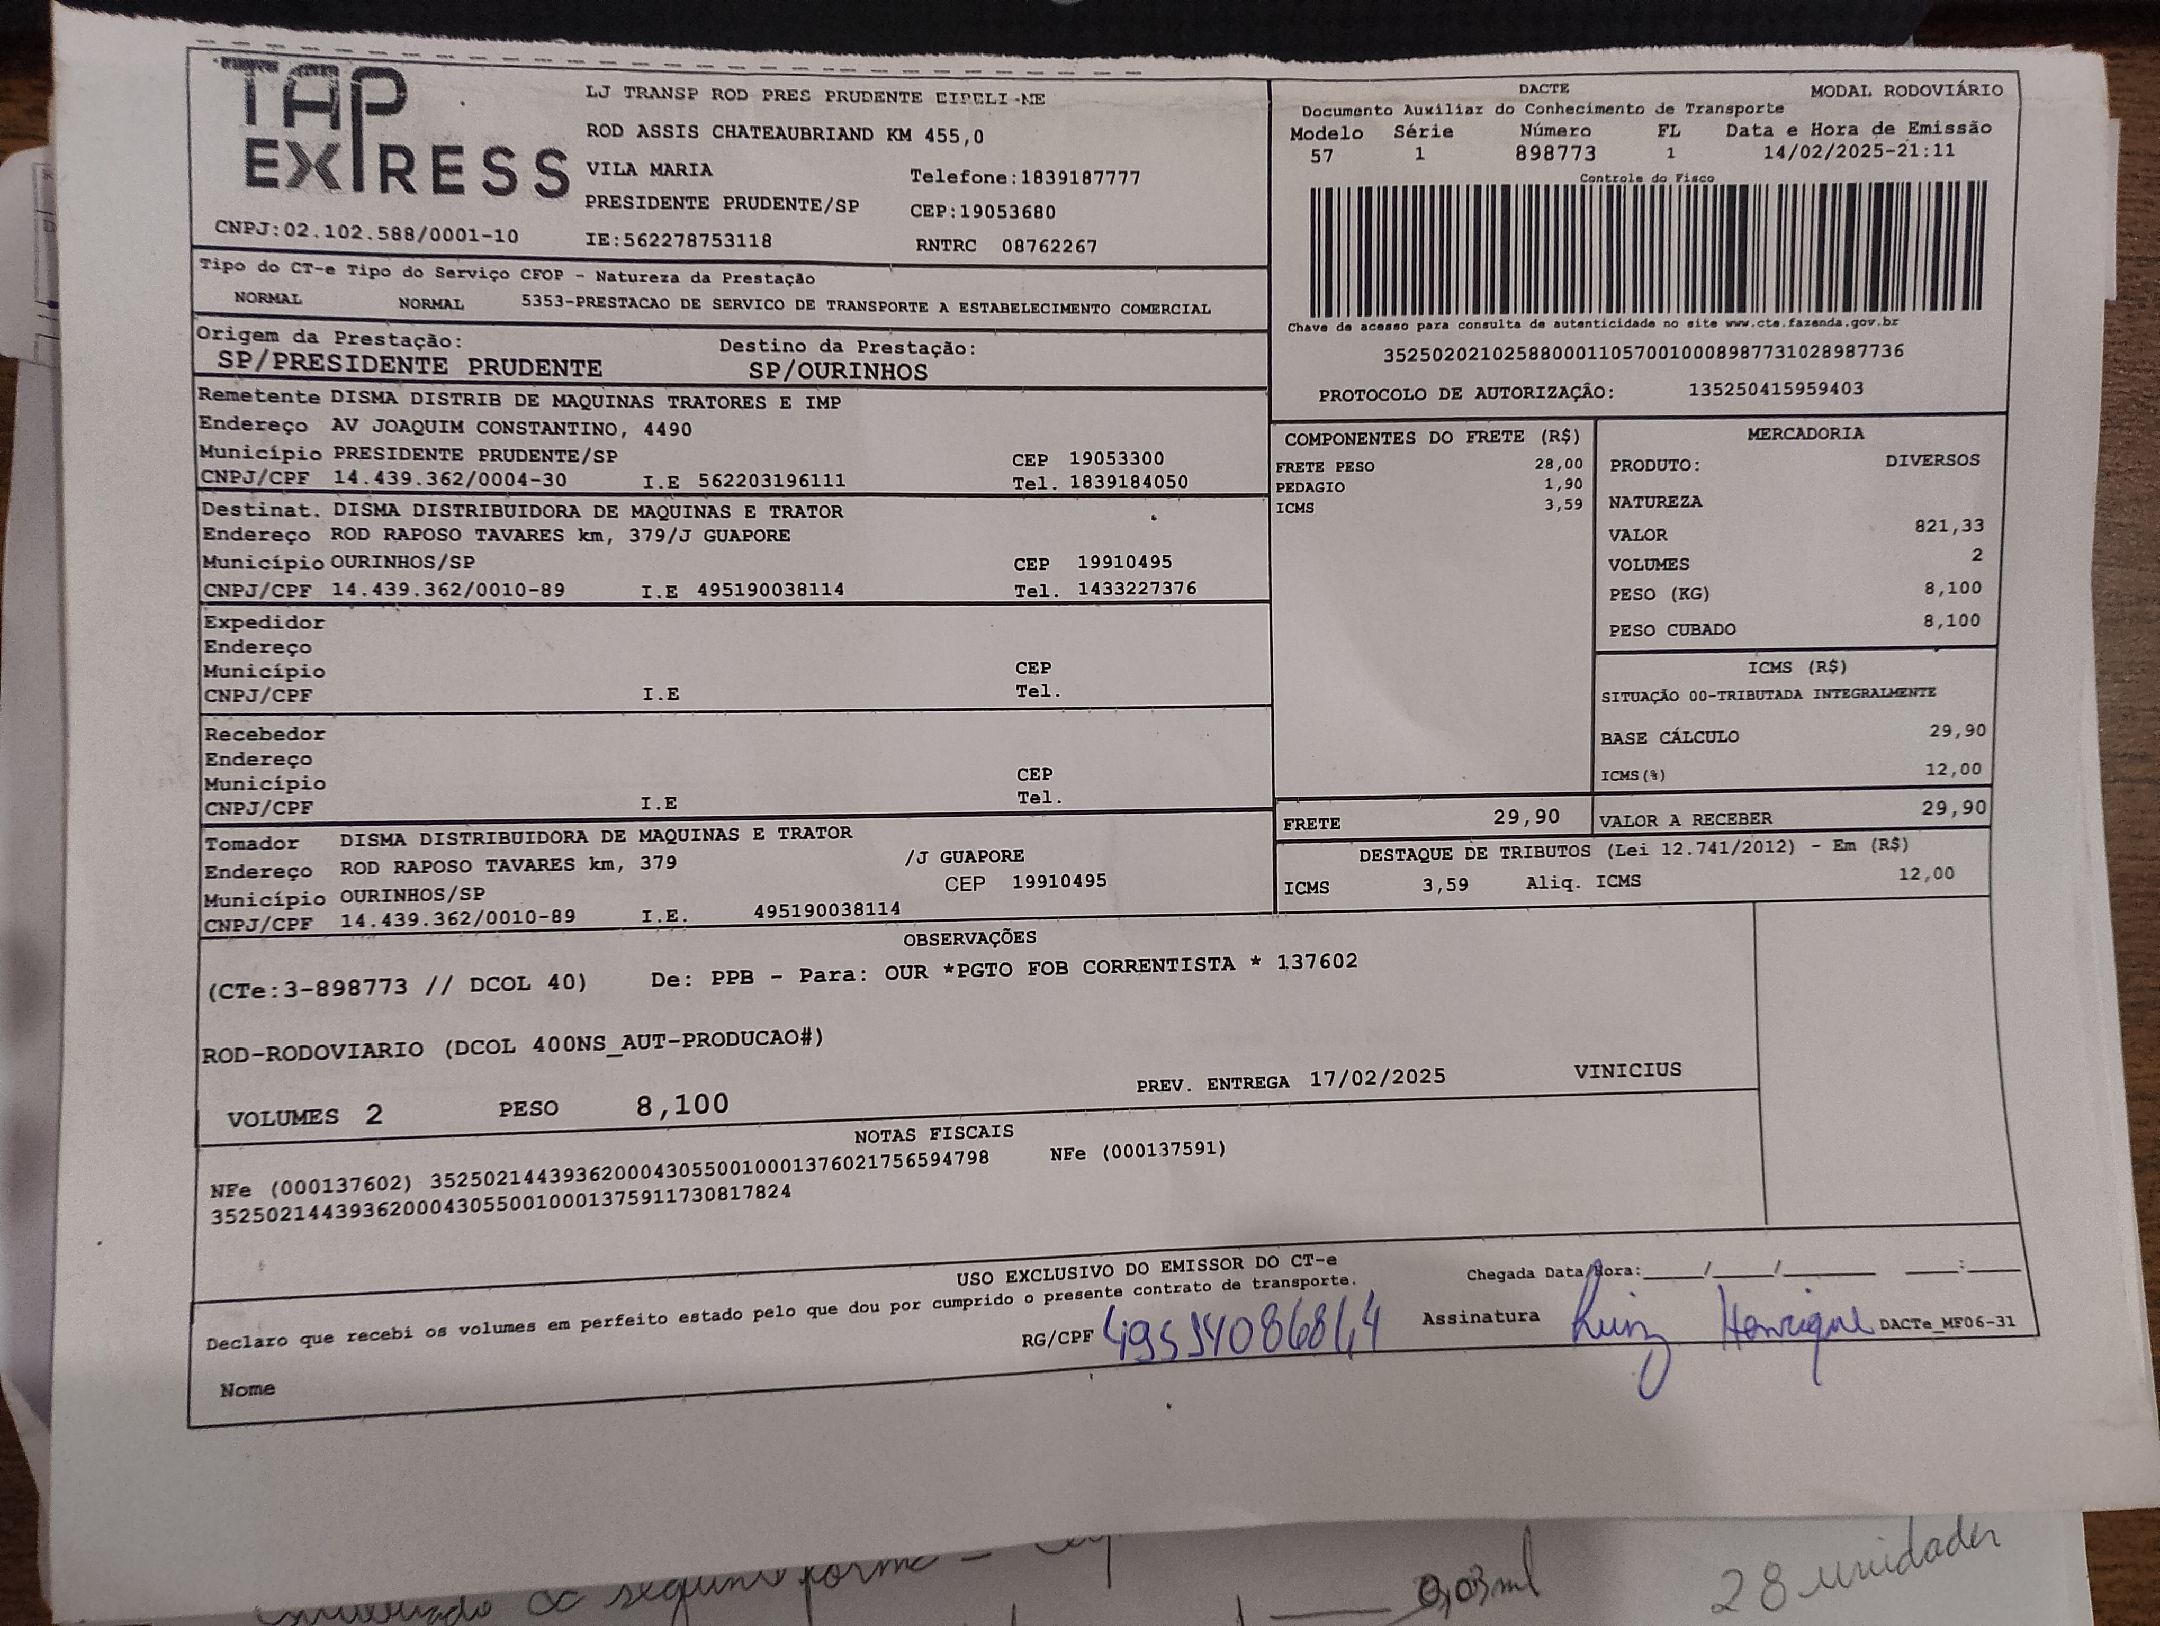 TAP
EXPRESS
CNPJ:02.102.588/0001-10
LJ TRANSP ROD PRES PRUDENTE EIRELI-ME
ROD ASSIS CHATEAUBRIAND KM 455,0
VILA MARIA Telefone:1839187777
PRESIDENTE PRUDENTE/SP CEP:19053680
IE:562278753118 RNTRC 08762267
DACTE MODAL RODOVIÁRIO
Documento Auxiliar do Conhecimento de Transporte
Modelo Série Número FL Data e Hora de Emissão
57 1 898773 1 14/02/2025-21:11
Controle do Fisco
Chave de acesso para consulta de autenticidade no site www.cte.fazenda.gov.br
35250202102588000110570010008987731028987736
PROTOCOLO DE AUTORIZAÇÃO: 135250415959403
Tipo do CT-e Tipo do Serviço CFOP - Natureza da Prestação
NORMAL NORMAL 5353-PRESTACAO DE SERVICO DE TRANSPORTE A ESTABELECIMENTO COMERCIAL
Origem da Prestação: Destino da Prestação:
SP/PRESIDENTE PRUDENTE SP/OURINHOS
Remetente DISMA DISTRIB DE MAQUINAS TRATORES E IMP
Endereço AV JOAQUIM CONSTANTINO, 4490
Município PRESIDENTE PRUDENTE/SP CEP 19053300
CNPJ/CPF 14.439.362/0004-30 I.E 562203196111 Tel. 1839184050
Destinat. DISMA DISTRIBUIDORA DE MAQUINAS E TRATOR
Endereço ROD RAPOSO TAVARES km, 379/J GUAPORE
Município OURINHOS/SP CEP 19910495
CNPJ/CPF 14.439.362/0010-89 I.E 495190038114 Tel. 1433227376
Expedidor
Endereço
Município CEP
CNPJ/CPF I.E Tel.
Recebedor
Endereço
Município CEP
CNPJ/CPF I.E Tel.
Tomador DISMA DISTRIBUIDORA DE MAQUINAS E TRATOR
Endereço ROD RAPOSO TAVARES km, 379 /J GUAPORE
Município OURINHOS/SP CEP 19910495
CNPJ/CPF 14.439.362/0010-89 I.E. 495190038114
COMPONENTES DO FRETE (R$)
FRETE PESO 28,00
PEDAGIO 1,90
ICMS 3,59
MERCADORIA
PRODUTO: DIVERSOS
NATUREZA
VALOR 821,33
VOLUMES 2
PESO (KG) 8,100
PESO CUBADO 8,100
ICMS (R$)
SITUAÇÃO 00-TRIBUTADA INTEGRALMENTE
BASE CÁLCULO 29,90
ICMS(%) 12,00
FRETE 29,90 VALOR A RECEBER 29,90
DESTAQUE DE TRIBUTOS (Lei 12.741/2012) - Em (R$)
ICMS 3,59 Aliq. ICMS 12,00
OBSERVAÇÕES
(CTe:3-898773 // DCOL 40) De: PPB - Para: OUR *PGTO FOB CORRENTISTA * 137602
ROD-RODOVIARIO (DCOL 400NS_AUT-PRODUCAO#)
PREV. ENTREGA 17/02/2025 VINICIUS
VOLUMES 2 PESO 8,100
NOTAS FISCAIS
NFe (000137602) 35250214439362000430550010001376021756594798 NFe (000137591)
35250214439362000430550010001375911730817824
USO EXCLUSIVO DO EMISSOR DO CT-e
Declaro que recebi os volumes em perfeito estado pelo que dou por cumprido o presente contrato de transporte.
Chegada Data/Hora:____/____/______ ___:___
RG/CPF Assinatura Luiz Henrique DACTe_MF06-31
Nome
segunda forma -
0,03ml
28 unidades